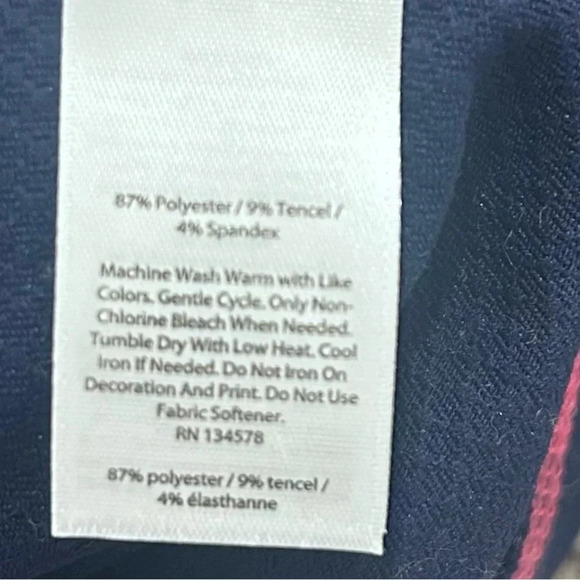 87% Polyester / 9% Tencel /
4% Spandex
Machine Wash Warm with Like
Colors. Gentle Cycle. Only Non-
Chlorine Bleach When Needed.
Tumble Dry With Low Heat. Cool
Iron If Needed. Do Not Iron On
Decoration And Print. Do Not Use
Fabric Softener.
RN 134578
87% polyester / 9% tencel /
4% élasthanne